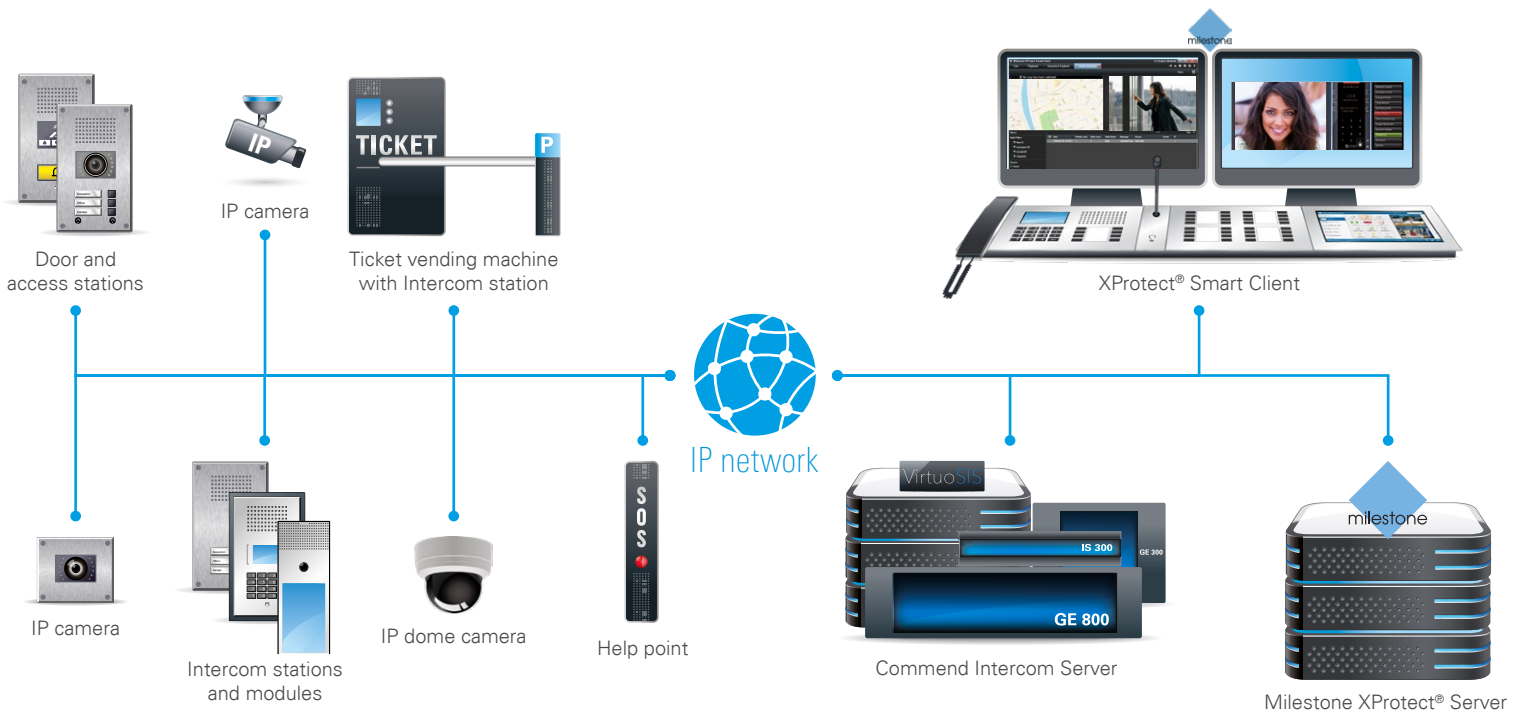 milestone
IP
TICKET
P
IP camera
Door and
access stations
Ticket vending machine
with Intercom station
XProtect® Smart Client
IP network
VirtuoSIS
IS 300
GE 300
GE 800
milestone
S
O
S
IP camera
Intercom stations
and modules
IP dome camera
Help point
Commend Intercom Server
Milestone XProtect® Server